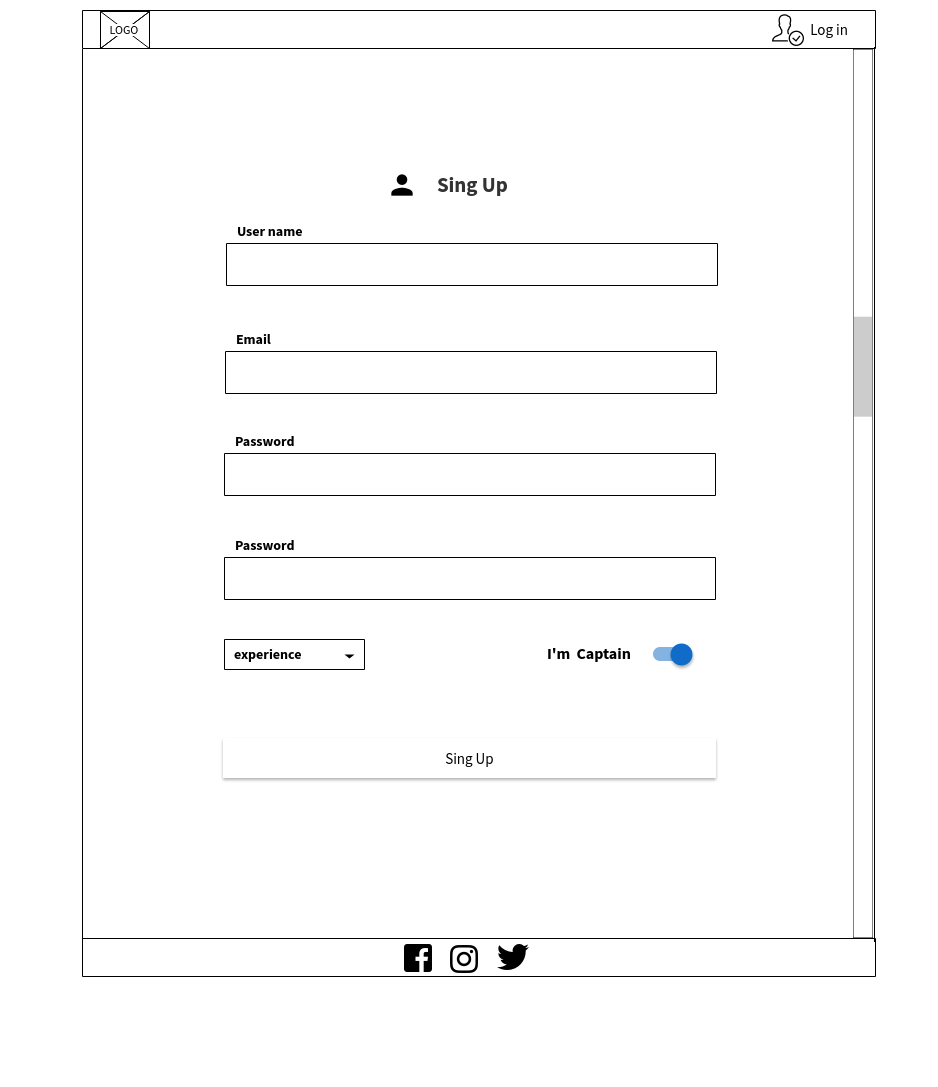 LOGO
Log in
Sing Up
User name
Email
Password
Password
experience
I'm Captain
Sing Up